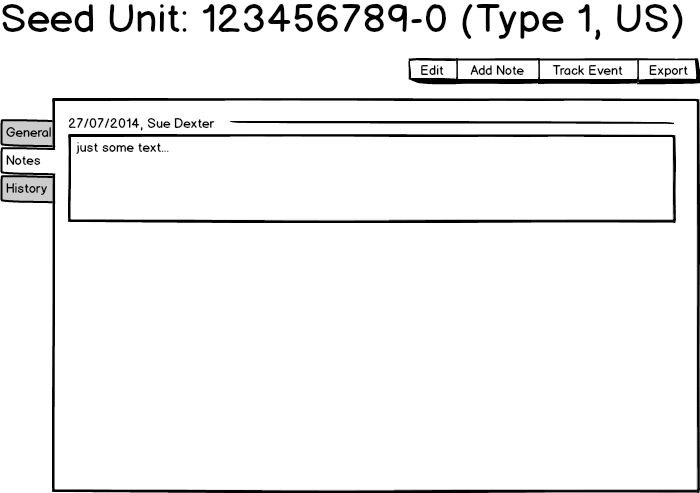 Seed Unit: 123456789-0 (Type 1, US)
Edit Add Note Track Event Export
General
Notes
History
27/07/2014, Sue Dexter
just some text...